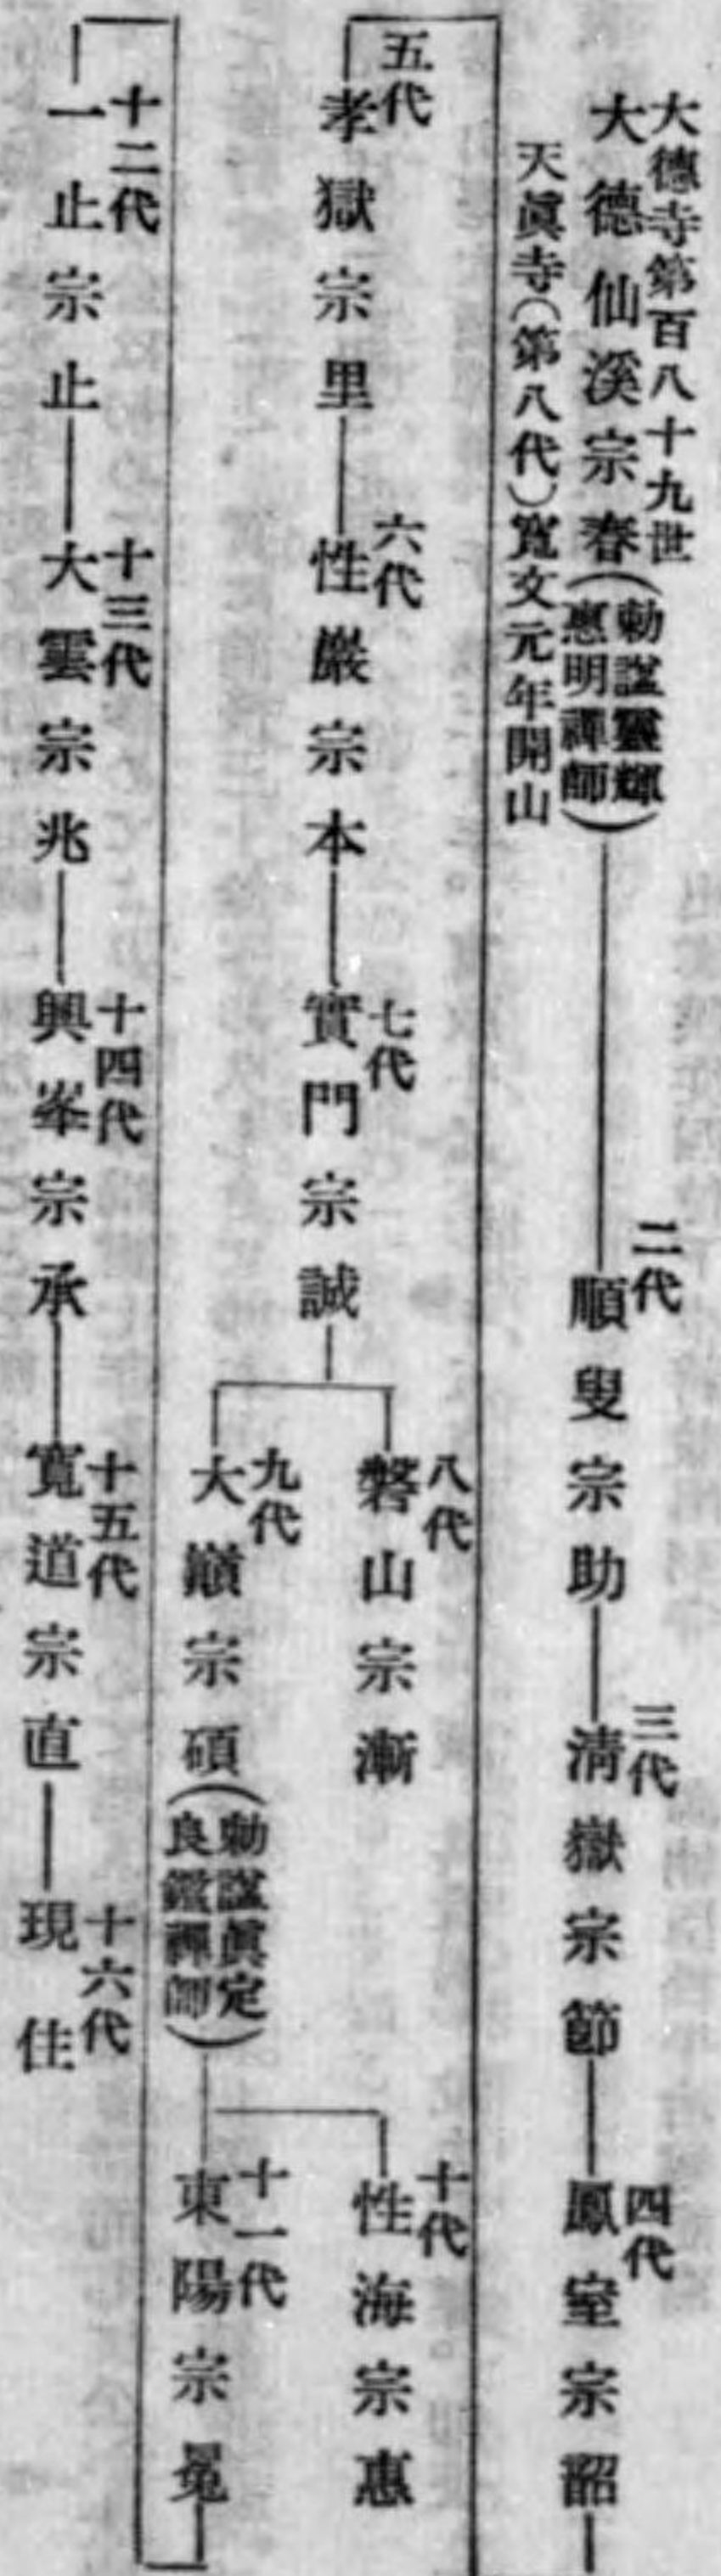 大德寺第百八十九世
大德仙溪宗春(勅諡靈輝
惠明禪師)
天眞寺(第八代)寬文元年開山
二代
順叟宗助
三代
淸嶽宗節
四代
鳳室宗韶
五代
孝獄宗里
六代
性巖宗本
七代
實門宗誠
八代
磐山宗漸
九代
大巓宗碩(勅諡眞定
良鑑禪師)
十代
性海宗惠
十一代
東陽宗冕
十二代
一止宗止
十三代
大雲宗兆
十四代
興峯宗承
十五代
寬道宗直
十六代
現住